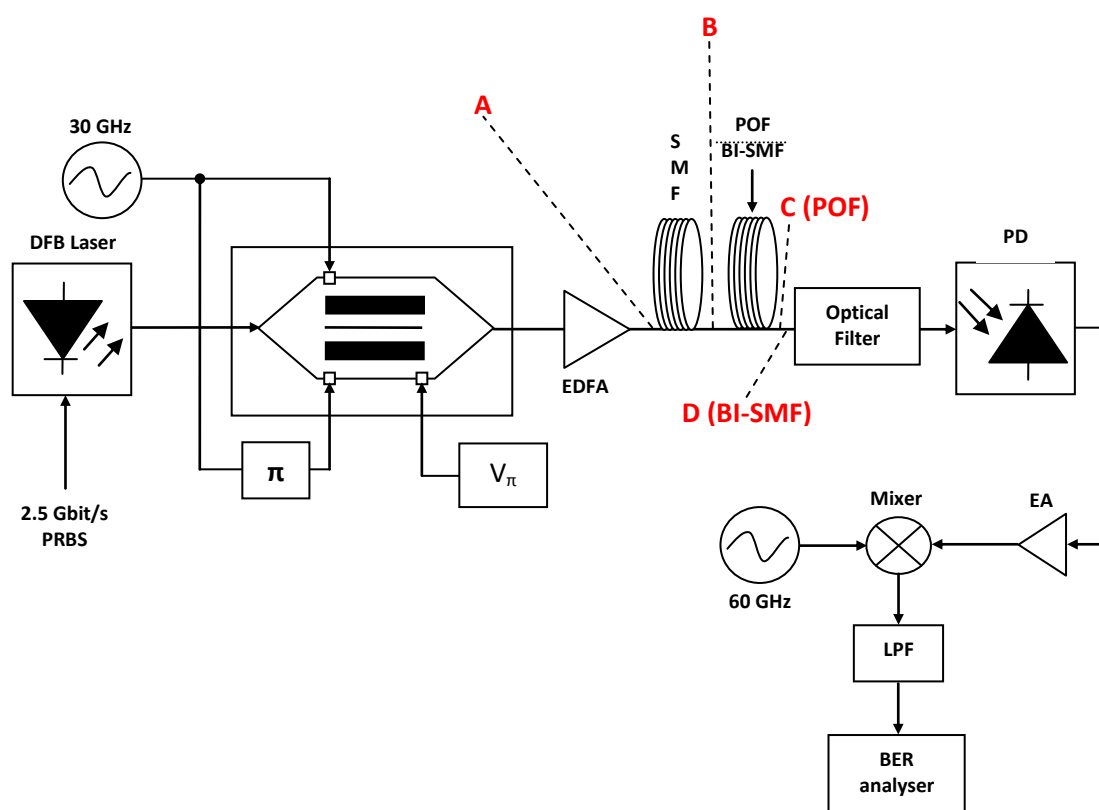 B
A
30 GHz
S
M
F
POF
BI-SMF
C (POF)
DFB Laser
PD
Optical
Filter
EDFA
D (BI-SMF)
π
Vπ
2.5 Gbit/s
PRBS
Mixer
EA
60 GHz
LPF
BER
analyser